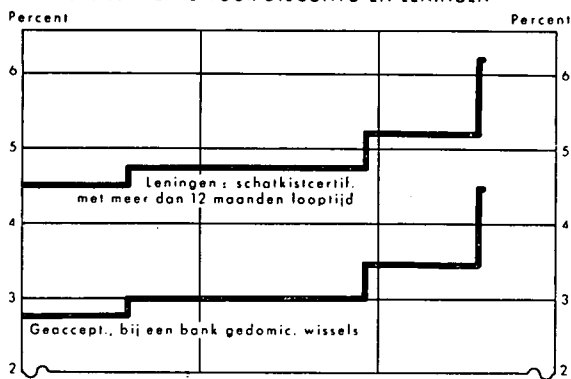 Percent Percent
6 6
5 5
Leningen : schatkistcertif.
met meer dan 12 maanden looptijd
4 4
3 3
Geaccept., bij een bank gedomic. wissels
2 2